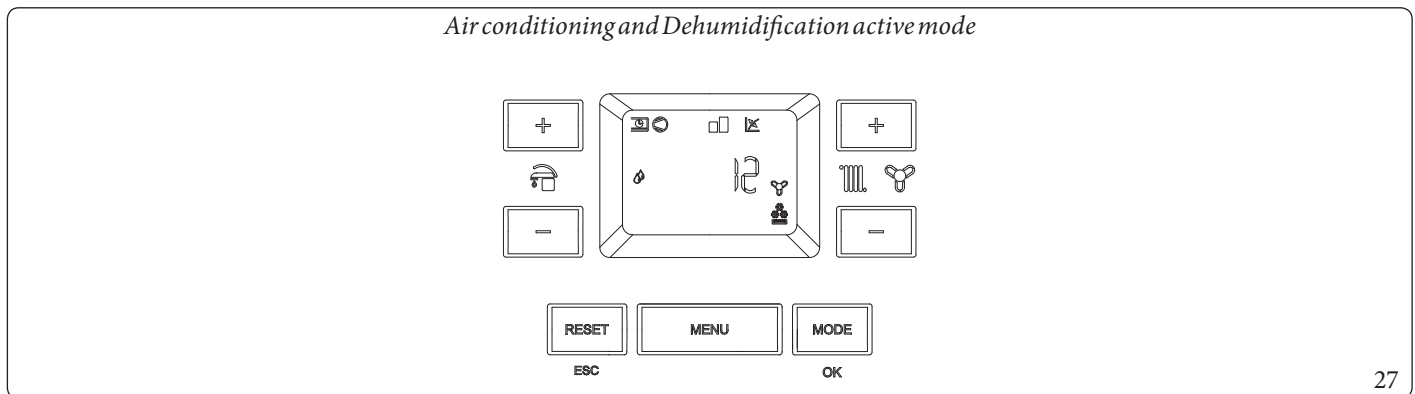 Air conditioning and Dehumidification active mode
+
+
12
-
-
RESET
MENU
MODE
ESC
OK
27